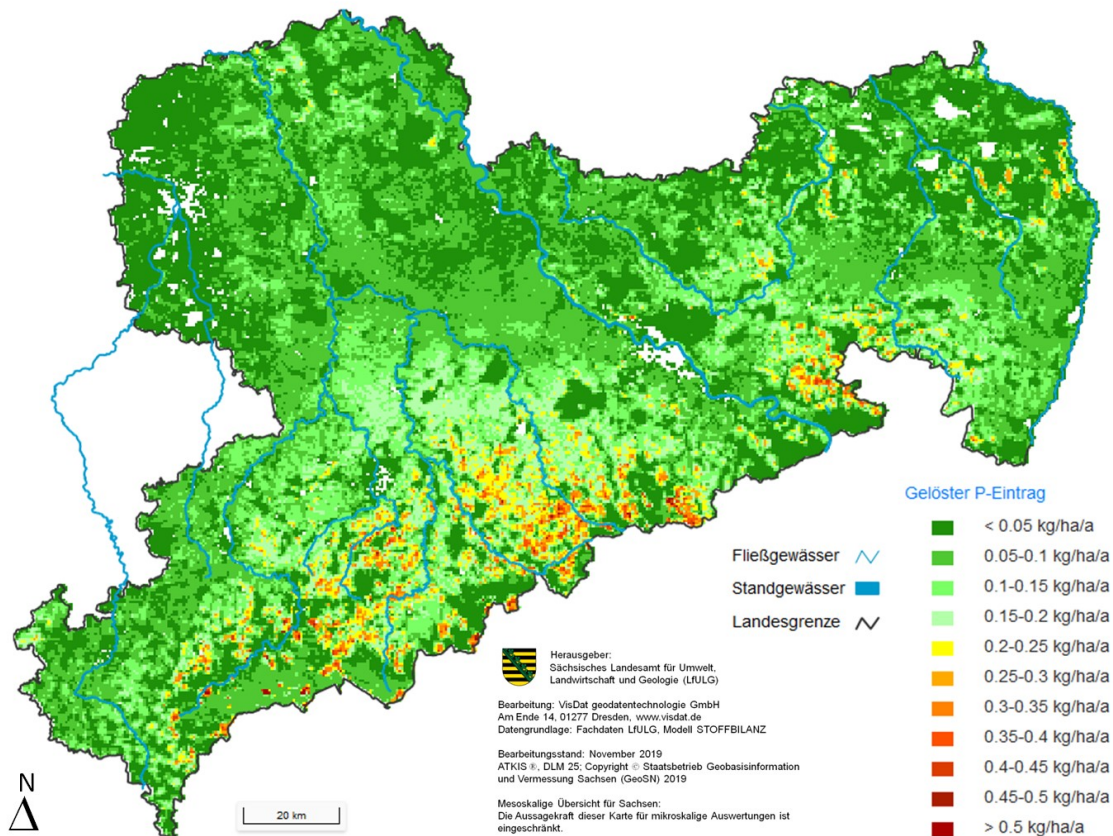 Gelöster P-Eintrag
< 0.05 kg/ha/a
0.05-0.1 kg/ha/a
0.1-0.15 kg/ha/a
0.15-0.2 kg/ha/a
0.2-0.25 kg/ha/a
0.25-0.3 kg/ha/a
0.3-0.35 kg/ha/a
0.35-0.4 kg/ha/a
0.4-0.45 kg/ha/a
0.45-0.5 kg/ha/a
> 0.5 kg/ha/a
Fließgewässer
Standgewässer
Landesgrenze
Herausgeber:
Sächsisches Landesamt für Umwelt,
Landwirtschaft und Geologie (LfULG)
Bearbeitung: VisDat geodatentechnologie GmbH
Am Ende 14, 01277 Dresden, www.visdat.de
Datengrundlage: Fachdaten LfULG, Modell STOFFBILANZ
Bearbeitungsstand: November 2019
ATKIS ®, DLM 25; Copyright © Staatsbetrieb Geobasisinformation
und Vermessung Sachsen (GeoSN) 2019
Mesoskalige Übersicht für Sachsen:
Die Aussagekraft dieser Karte für mikroskalige Auswertungen ist
eingeschränkt.
N
20 km